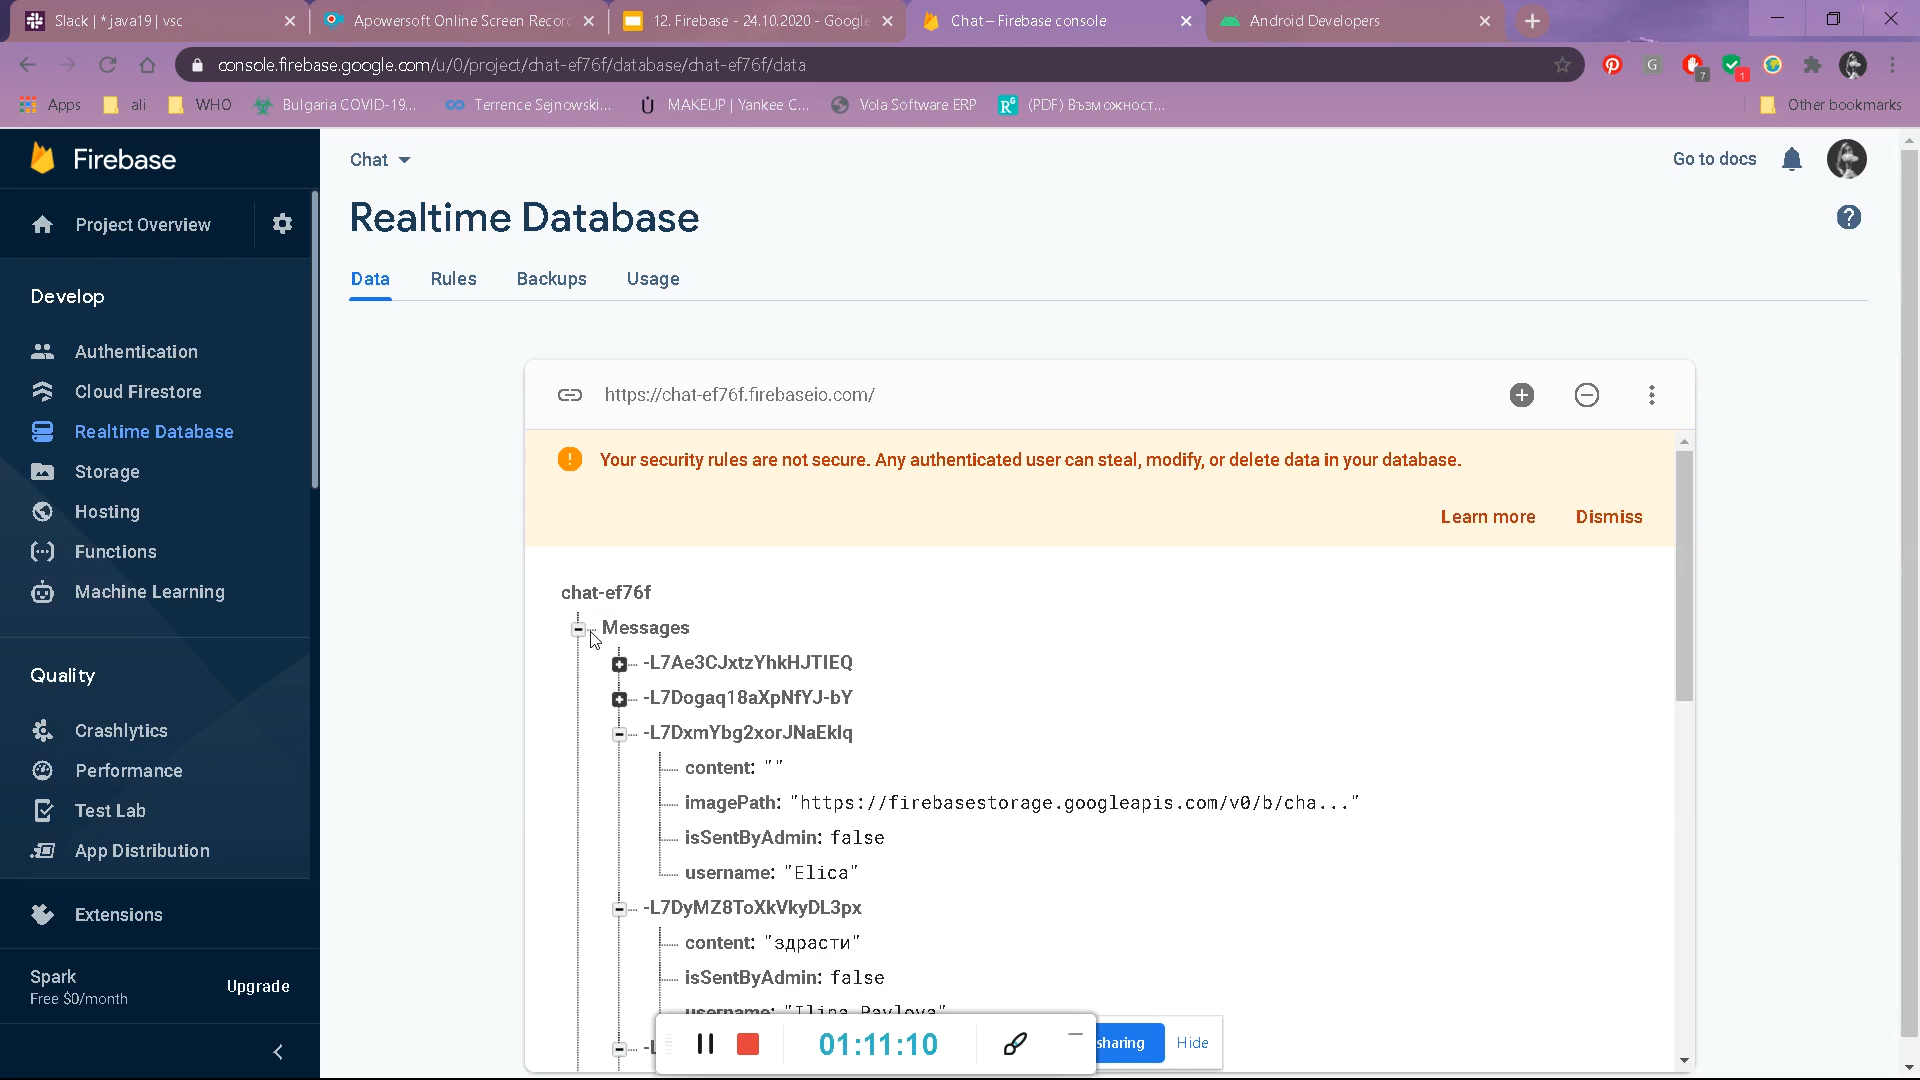 Slack | *java19 | vsc
Apowersoft Online Screen Recorc
12. Firebase - 24.10.2020 - Google
Chat – Firebase console
Android Developers
console.firebase.google.com/u/0/project/chat-ef76f/database/chat-ef76f/data
G
7
1
Apps
ali
WHO
Bulgaria COVID-19...
Terrence Sejnowski...
MAKEUP | Yankee C...
Vola Software ERP
(PDF) Възможност...
Other bookmarks
Firebase
Chat
Go to docs
Project Overview
Realtime Database
Data
Rules
Backups
Usage
Develop
Authentication
Cloud Firestore
Realtime Database
Storage
Hosting
Functions
Machine Learning
Quality
Crashlytics
Performance
Test Lab
App Distribution
Extensions
Spark
Free $0/month
Upgrade
https://chat-ef76f.firebaseio.com/
Your security rules are not secure. Any authenticated user can steal, modify, or delete data in your database.
Learn more
Dismiss
chat-ef76f
Messages
-L7Ae3CJxtzYhkHJTIEQ
-L7Dogaq18aXpNfYJ-bY
-L7DxmYbg2xorJNaEkIq
content: ""
imagePath: "https://firebasestorage.googleapis.com/v0/b/cha..."
isSentByAdmin: false
username: "Elica"
-L7DyMZ8ToXkVkyDL3px
content: "здрасти"
isSentByAdmin: false
username: "Ilina Pavlova"
01:11:10
sharing
Hide